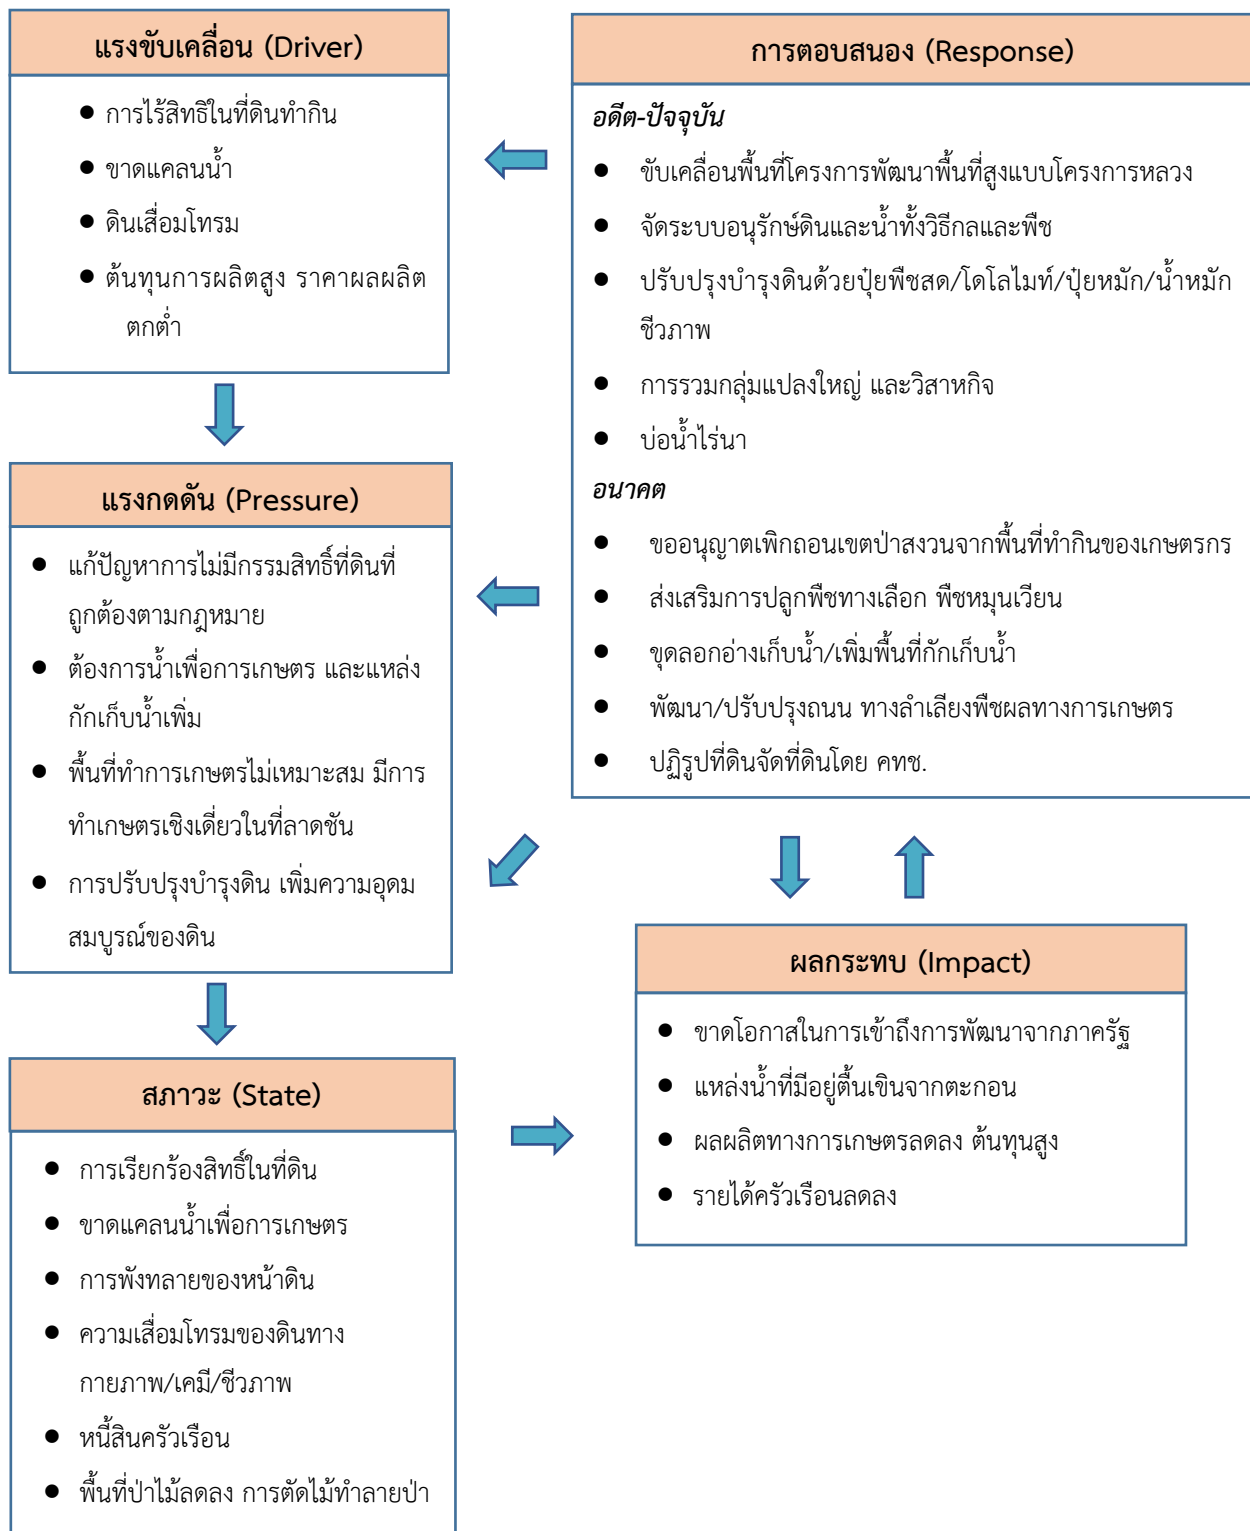 แรงขับเคลื่อน (Driver)
● การไร้สิทธิในที่ดินทำกิน
● ขาดแคลนน้ำ
● ดินเสื่อมโทรม
● ต้นทุนการผลิตสูง ราคาผลผลิต
ตกต่ำ
แรงกดดัน (Pressure)
● แก้ปัญหาการไม่มีกรรมสิทธิ์ที่ดินที่
ถูกต้องตามกฎหมาย
● ต้องการน้ำเพื่อการเกษตร และแหล่ง
กักเก็บน้ำเพิ่ม
● พื้นที่ทำการเกษตรไม่เหมาะสม มีการ
ทำเกษตรเชิงเดี่ยวในที่ลาดชัน
● การปรับปรุงบำรุงดิน เพิ่มความอุดม
สมบูรณ์ของดิน
สภาวะ (State)
● การเรียกร้องสิทธิ์ในที่ดิน
● ขาดแคลนน้ำเพื่อการเกษตร
● การพังทลายของหน้าดิน
● ความเสื่อมโทรมของดินทาง
กายภาพ/เคมี/ชีวภาพ
● หนี้สินครัวเรือน
● พื้นที่ป่าไม้ลดลง การตัดไม้ทำลายป่า
การตอบสนอง (Response)
อดีต-ปัจจุบัน
● ขับเคลื่อนพื้นที่โครงการพัฒนาพื้นที่สูงแบบโครงการหลวง
● จัดระบบอนุรักษ์ดินและน้ำทั้งวิธีกลและพืช
● ปรับปรุงบำรุงดินด้วยปุ๋ยพืชสด/โดโลไมท์/ปุ๋ยหมัก/น้ำหมัก
ชีวภาพ
● การรวมกลุ่มแปลงใหญ่ และวิสาหกิจ
● บ่อน้ำไร่นา
อนาคต
● ขออนุญาตเพิกถอนเขตป่าสงวนจากพื้นที่ทำกินของเกษตรกร
● ส่งเสริมการปลูกพืชทางเลือก พืชหมุนเวียน
● ขุดลอกอ่างเก็บน้ำ/เพิ่มพื้นที่กักเก็บน้ำ
● พัฒนา/ปรับปรุงถนน ทางลำเลียงพืชผลทางการเกษตร
● ปฏิรูปที่ดินจัดที่ดินโดย คทช.
ผลกระทบ (Impact)
● ขาดโอกาสในการเข้าถึงการพัฒนาจากภาครัฐ
● แหล่งน้ำที่มีอยู่ตื้นเขินจากตะกอน
● ผลผลิตทางการเกษตรลดลง ต้นทุนสูง
● รายได้ครัวเรือนลดลง